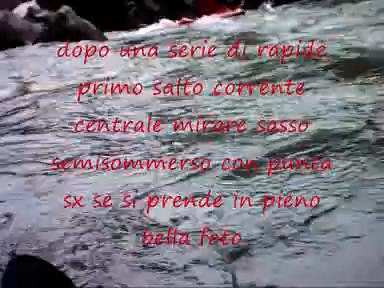 dopo una serie di rapide
primo salto corrente
centrale mirare sasso
semisommerso con punta
sx se si prende in pieno
bella foto